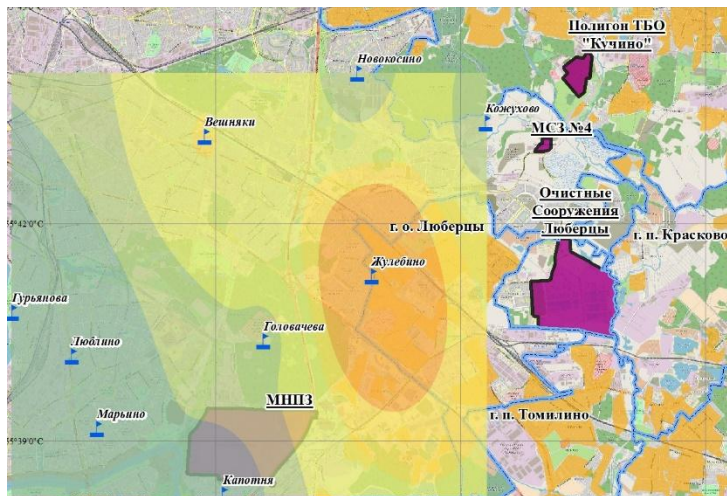 Полигон ТБО
"Кучино"
Новокосино
Кожухово
Вешняки
МСЗ №4
Очистные
Сооружения
Люберцы
г. о. Люберцы
г. п. Красково
Жулебино
Гурьянова
Головачева
Люблино
МНПЗ
г. п. Томилино
Марьино
Капотня